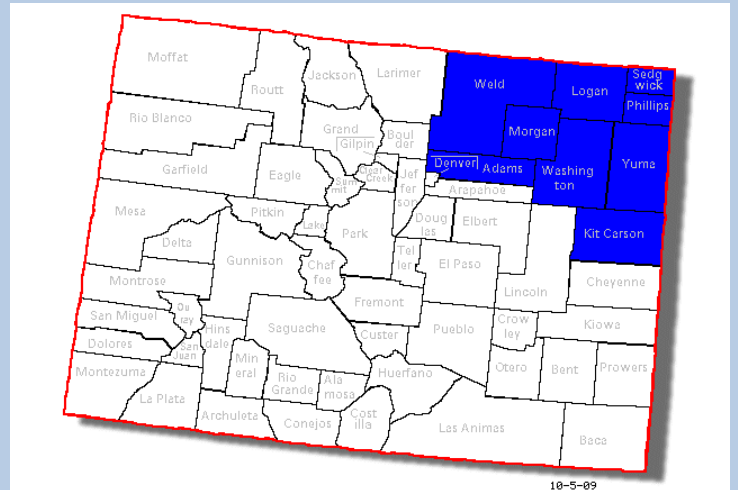 Moffat
Routt
Jackson
Larimer
Weld
Logan
Sedg
wick
Phillips
Rio Blanco
Grand
Gilpin
Boul
der
Morgan
Garfield
Eagle
Sum
mit
Clear
Creek
Jef
fer
son
Denver
Adams
Arapahoe
Washing
ton
Yuma
Mesa
Pitkin
Lake
Park
Doug
las
Elbert
Kit Carson
Delta
Gunnison
Chaf
fee
Tel
ler
El Paso
Lincoln
Cheyenne
Montrose
Ou
ray
San Miguel
Hins
dale
Saguache
Fremont
Custer
Pueblo
Crow
ley
Kiowa
Dolores
San
Juan
Min
eral
Rio
Grande
Ala
mosa
Huerfano
Otero
Bent
Prowers
Montezuma
La Plata
Archuleta
Conejos
Cost
illa
Las Animas
Baca
10-5-09